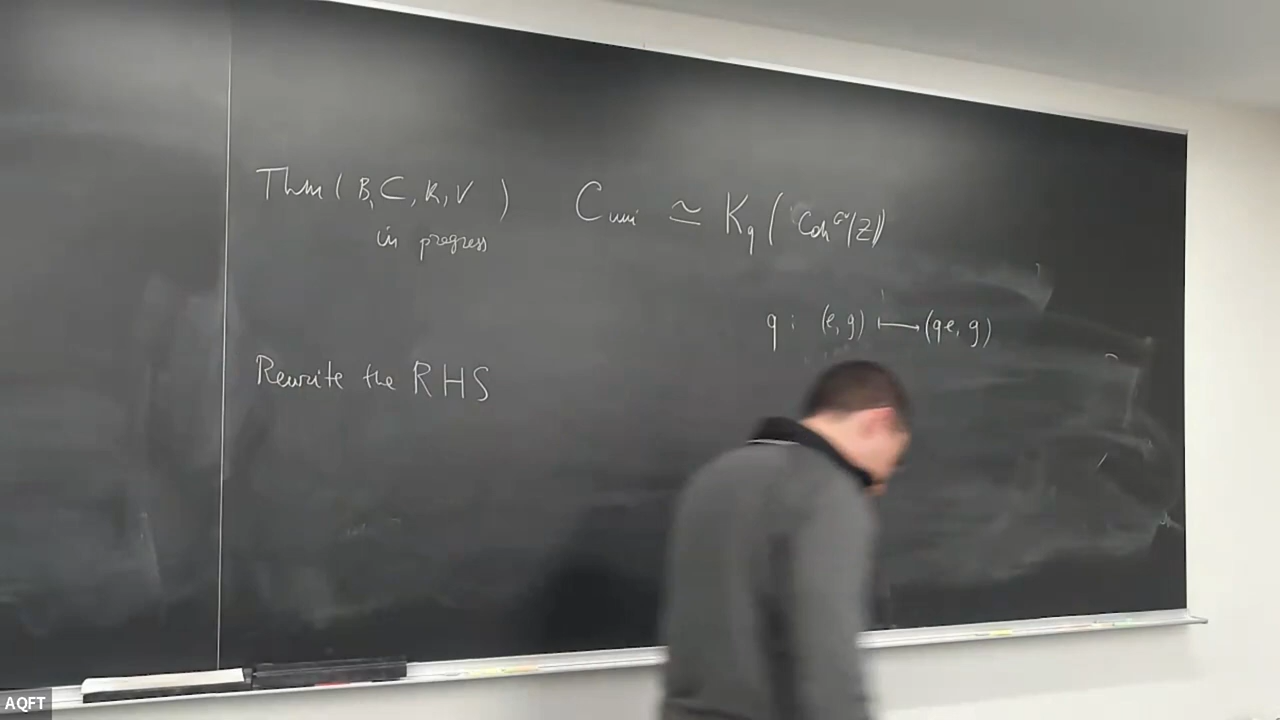 Thm ( B, C, K, V ) C_uni ≃ K_q ( Coh^{G^v}(Z))
in progress
q : (e, g) ⟼ (qe, g)
Rewrite the RHS
AQFT